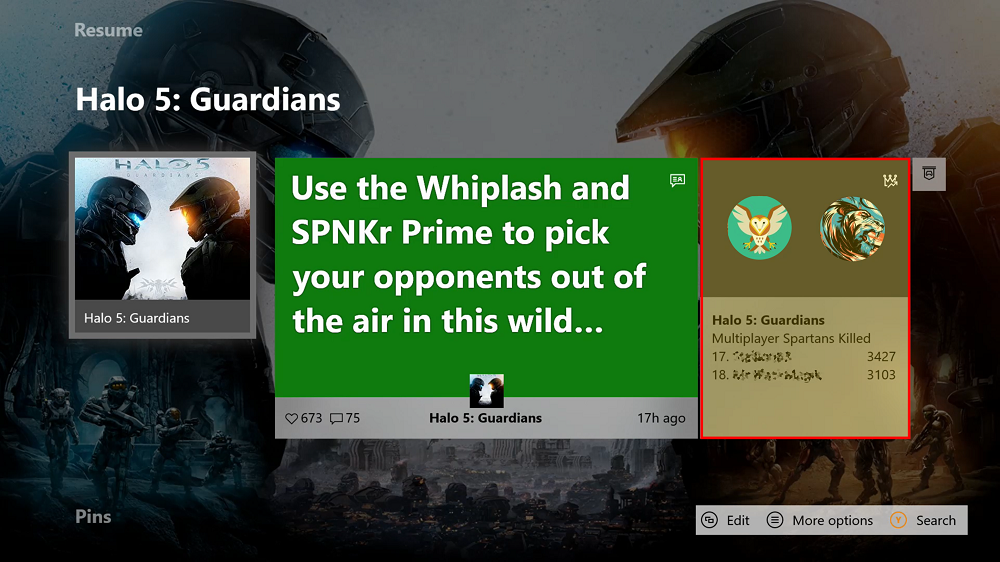 Resume
Halo 5: Guardians
HALO 5
GUARDIANS
Halo 5: Guardians
Use the Whiplash and
SPNKr Prime to pick
your opponents out of
the air in this wild...
673
75
Halo 5: Guardians
17h ago
Halo 5: Guardians
Multiplayer Spartans Killed
17. 3427
18. 3103
Pins
Edit
More options
Y Search